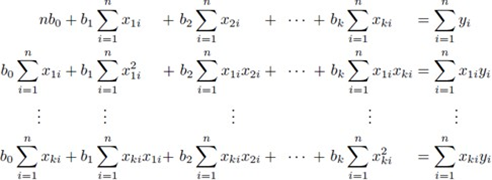 $nb_0 + b_1 \sum_{i=1}^{n} x_{1i} + b_2 \sum_{i=1}^{n} x_{2i} + \cdots + b_k \sum_{i=1}^{n} x_{ki} = \sum_{i=1}^{n} y_i$
$b_0 \sum_{i=1}^{n} x_{1i} + b_1 \sum_{i=1}^{n} x_{1i}^2 + b_2 \sum_{i=1}^{n} x_{1i} x_{2i} + \cdots + b_k \sum_{i=1}^{n} x_{1i} x_{ki} = \sum_{i=1}^{n} x_{1i} y_i$
$\vdots \quad \vdots \quad \vdots \quad \vdots \quad \vdots$
$b_0 \sum_{i=1}^{n} x_{ki} + b_1 \sum_{i=1}^{n} x_{ki} x_{1i} + b_2 \sum_{i=1}^{n} x_{ki} x_{2i} + \cdots + b_k \sum_{i=1}^{n} x_{ki}^2 = \sum_{i=1}^{n} x_{ki} y_i$